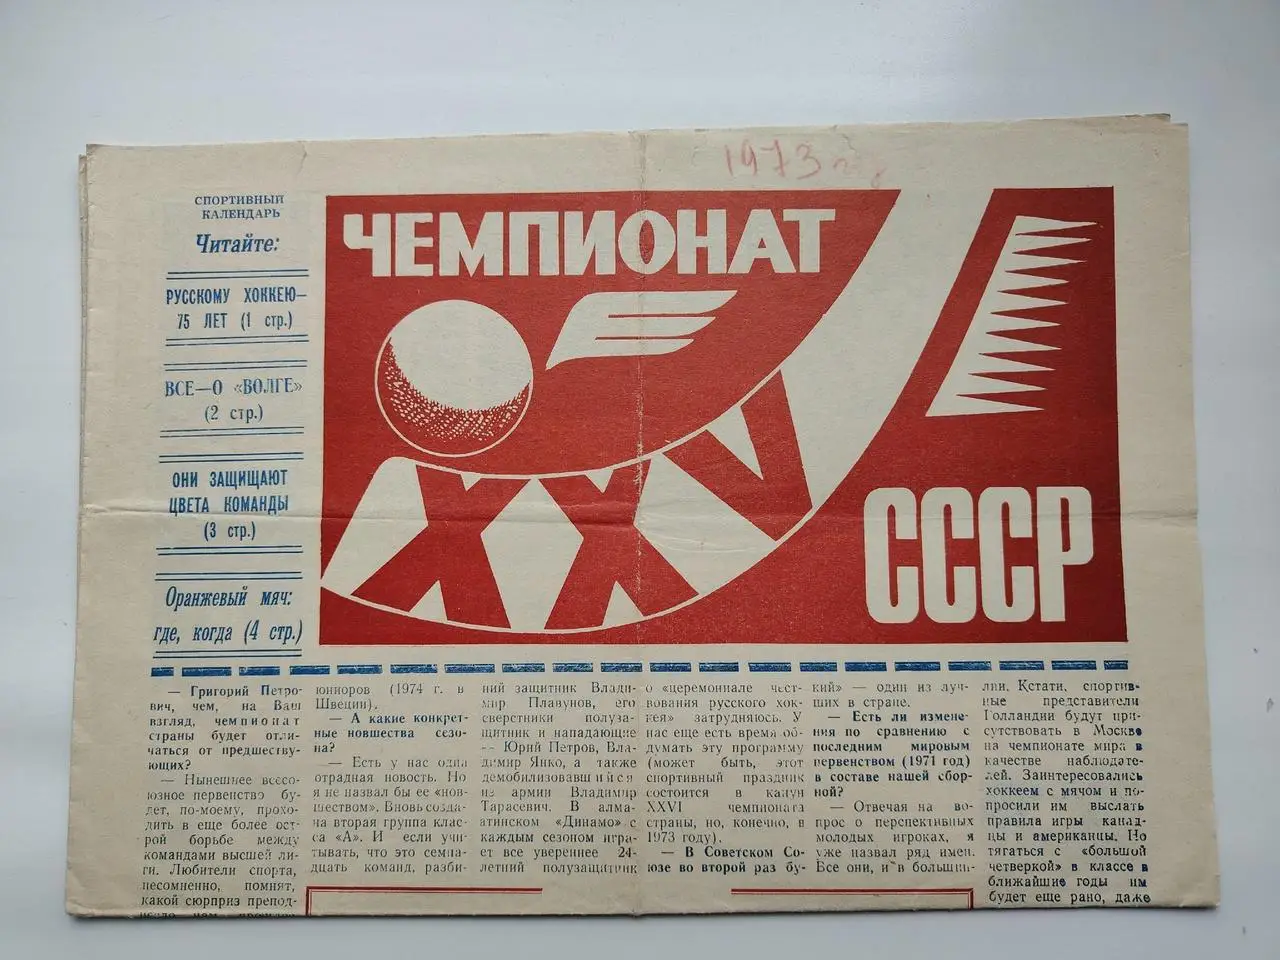 1973 год
СПОРТИВНЫЙ
КАЛЕНДАРЬ
Читайте:
РУССКОМУ ХОККЕЮ—
75 ЛЕТ (1 стр.)
ВСЕ—О «ВОЛГЕ»
(2 стр.)
ОНИ ЗАЩИЩАЮТ
ЦВЕТА КОМАНДЫ
(3 стр.)
Оранжевый мяч:
где, когда (4 стр.)
ЧЕМПИОНАТ
XXV
СССР
— Григорий Петро-
вич, чем, на Ваш
взгляд, чемпионат
страны будет отли-
чаться от предшеству-
ющих?
— Нынешнее всесо-
юзное первенство бу-
дет, по-моему, прохо-
дить в еще более ост-
рой борьбе между
командами высшей ли-
ги. Любители спорта,
несомненно, помнят,
какой сюрприз препод-
юниоров (1974 г. в
Швеции).
— А какие конкрет-
ные новшества сезо-
на?
— Есть у нас одна
отрадная новость. Но
я не назвал бы ее «нов-
шеством». Вновь созда-
на вторая группа клас-
са «А». И если учи-
тывать, что это семна-
дцать команд, разби-
ний защитник Влади-
мир Плавунов, его
сверстники полуза-
щитник и нападающие
— Юрий Петров, Вла-
димир Янко, а также
демобилизовавшийся
из армии Владимир
Тарасевич. В алма-
атинском «Динамо» с
каждым сезоном игра-
ет все увереннее 24-
летний полузащитник
о «церемониале чест-
вования русского хок-
кея» затрудняюсь. У
нас еще есть время об-
думать эту программу
(может быть, этот
спортивный праздник
состоится в канун
XXVI чемпионата
страны, но, конечно, в
1973 году).
— В Советском Со-
юзе во второй раз бу-
кий» — один из луч-
ших в стране.
— Есть ли измене-
ния по сравнению с
последним мировым
первенством (1971 год)
в составе нашей сбор-
ной?
— Отвечая на во-
прос о перспективных
молодых игроках, я
уже назвал ряд имен.
Все они, и в большин-
лии. Кстати, спортив-
ные представители
Голландии будут при-
сутствовать в Москве
на чемпионате мира в
качестве наблюдате-
лей. Заинтересовались
хоккеем с мячом и по-
просили им выслать
правила игры канад-
цы и американцы. Но
тягаться с «большой
четверкой» в классе в
ближайшие годы им
будет еще рано, даже